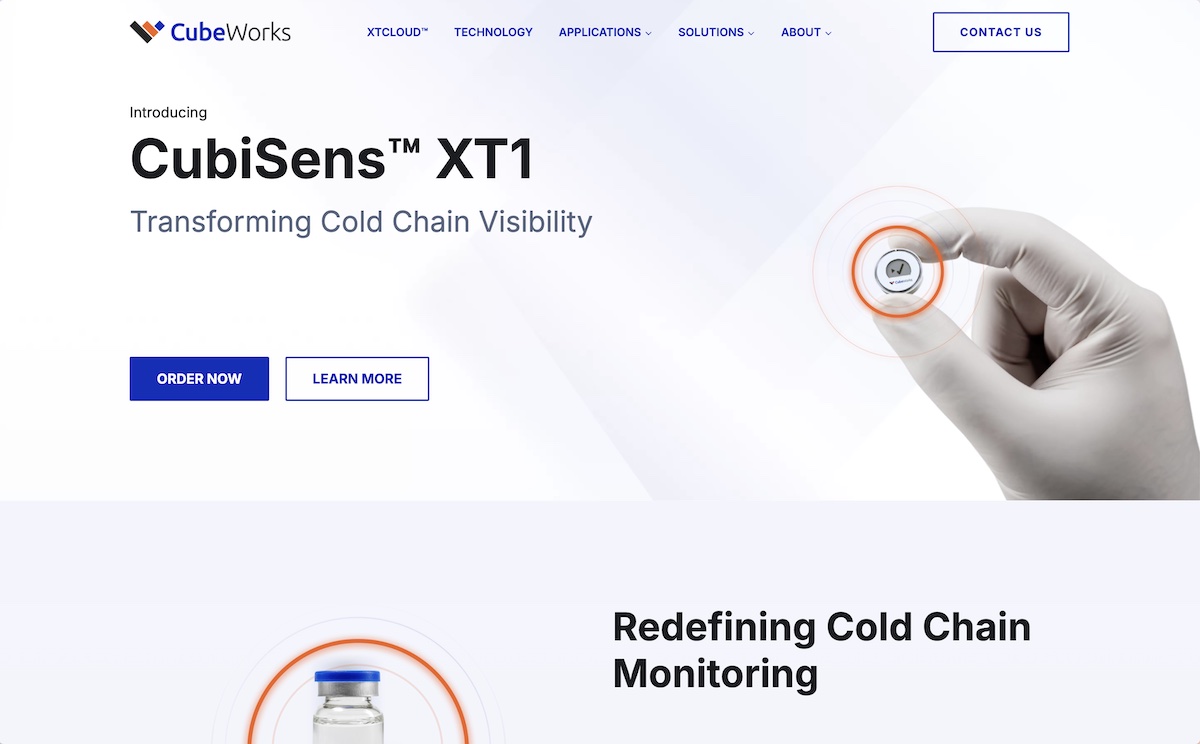 CubeWorks
XTCLOUD™
TECHNOLOGY
APPLICATIONS
SOLUTIONS
ABOUT
CONTACT US
Introducing
CubiSens™ XT1
Transforming Cold Chain Visibility
CubeWorks
ORDER NOW
LEARN MORE
Redefining Cold Chain
Monitoring